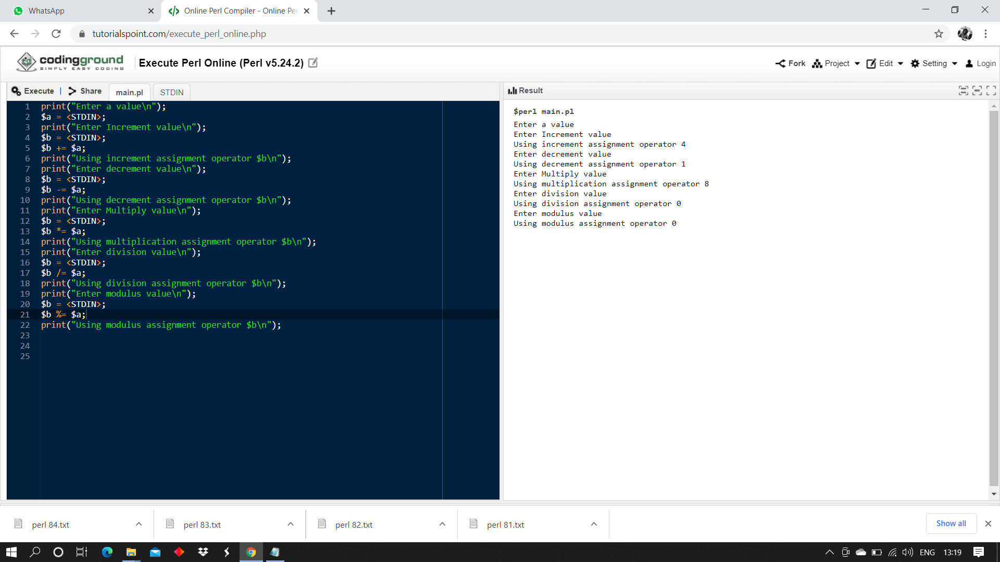 WhatsApp
Online Perl Compiler - Online Pe
tutorialspoint.com/execute_perl_online.php
codingground
SIMPLY EASY CODING
Execute Perl Online (Perl v5.24.2)
Fork Project Edit Setting Login
Execute | Share main.pl STDIN
Result
1 print("Enter a value\n");
2 $a = <STDIN>;
3 print("Enter Increment value\n");
4 $b = <STDIN>;
5 $b += $a;
6 print("Using increment assignment operator $b\n");
7 print("Enter decrement value\n");
8 $b = <STDIN>;
9 $b -= $a;
10 print("Using decrement assignment operator $b\n");
11 print("Enter Multiply value\n");
12 $b = <STDIN>;
13 $b *= $a;
14 print("Using multiplication assignment operator $b\n");
15 print("Enter division value\n");
16 $b = <STDIN>;
17 $b /= $a;
18 print("Using division assignment operator $b\n");
19 print("Enter modulus value\n");
20 $b = <STDIN>;
21 $b %= $a;
22 print("Using modulus assignment operator $b\n");
23
24
25
$perl main.pl
Enter a value
Enter Increment value
Using increment assignment operator 4
Enter decrement value
Using decrement assignment operator 1
Enter Multiply value
Using multiplication assignment operator 8
Enter division value
Using division assignment operator 0
Enter modulus value
Using modulus assignment operator 0
perl 84.txt
perl 83.txt
perl 82.txt
perl 81.txt
Show all
ENG
13:19